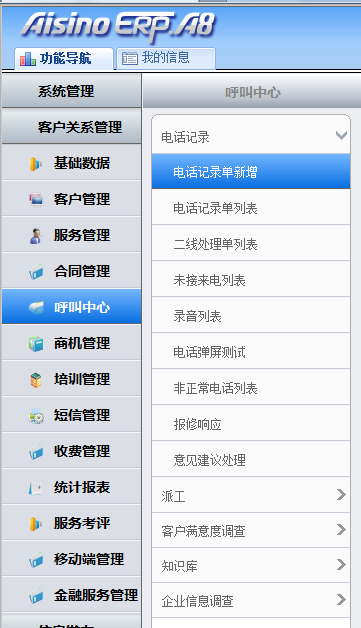 Aisino ERP.A8
功能导航
我的信息
系统管理
客户关系管理
基础数据
客户管理
服务管理
合同管理
呼叫中心
商机管理
培训管理
短信管理
收费管理
统计报表
服务考评
移动端管理
金融服务管理
呼叫中心
电话记录
电话记录单新增
电话记录单列表
二线处理单列表
未接来电列表
录音列表
电话弹屏测试
非正常电话列表
报修响应
意见建议处理
派工
客户满意度调查
知识库
企业信息调查